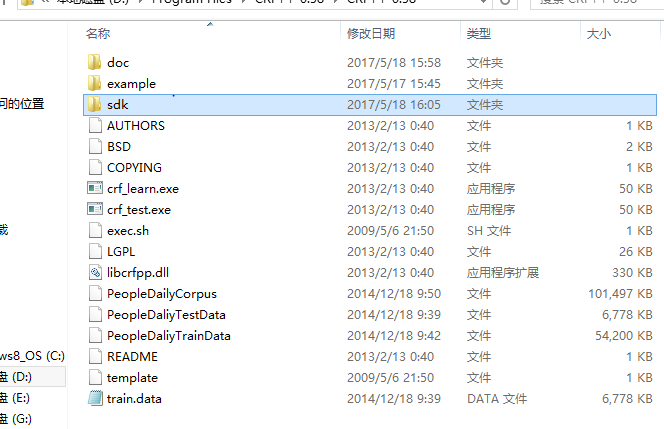 本地磁盘 (D:) Program Files CRF++-0.58 CRF++-0.58 搜索 CRF++-0.58
名称 修改日期 类型 大小
doc 2017/5/18 15:58 文件夹
example 2017/5/17 15:45 文件夹
sdk 2017/5/18 16:05 文件夹
问的位置
AUTHORS 2013/2/13 0:40 文件 1 KB
BSD 2013/2/13 0:40 文件 2 KB
COPYING 2013/2/13 0:40 文件 1 KB
crf_learn.exe 2013/2/13 0:40 应用程序 50 KB
crf_test.exe 2013/2/13 0:40 应用程序 50 KB
载
exec.sh 2009/5/6 21:50 SH 文件 1 KB
LGPL 2013/2/13 0:40 文件 26 KB
libcrfpp.dll 2013/2/13 0:40 应用程序扩展 330 KB
PeopleDailyCorpus 2014/12/18 9:50 文件 101,497 KB
PeopleDaliyTestData 2014/12/18 9:39 文件 6,778 KB
PeopleDaliyTrainData 2014/12/18 9:42 文件 54,200 KB
ws8_OS (C:) README 2013/2/13 0:40 文件 1 KB
盘 (D:) template 2009/5/6 21:50 文件 1 KB
盘 (E:) train.data 2014/12/18 9:39 DATA 文件 6,778 KB
盘 (G:)